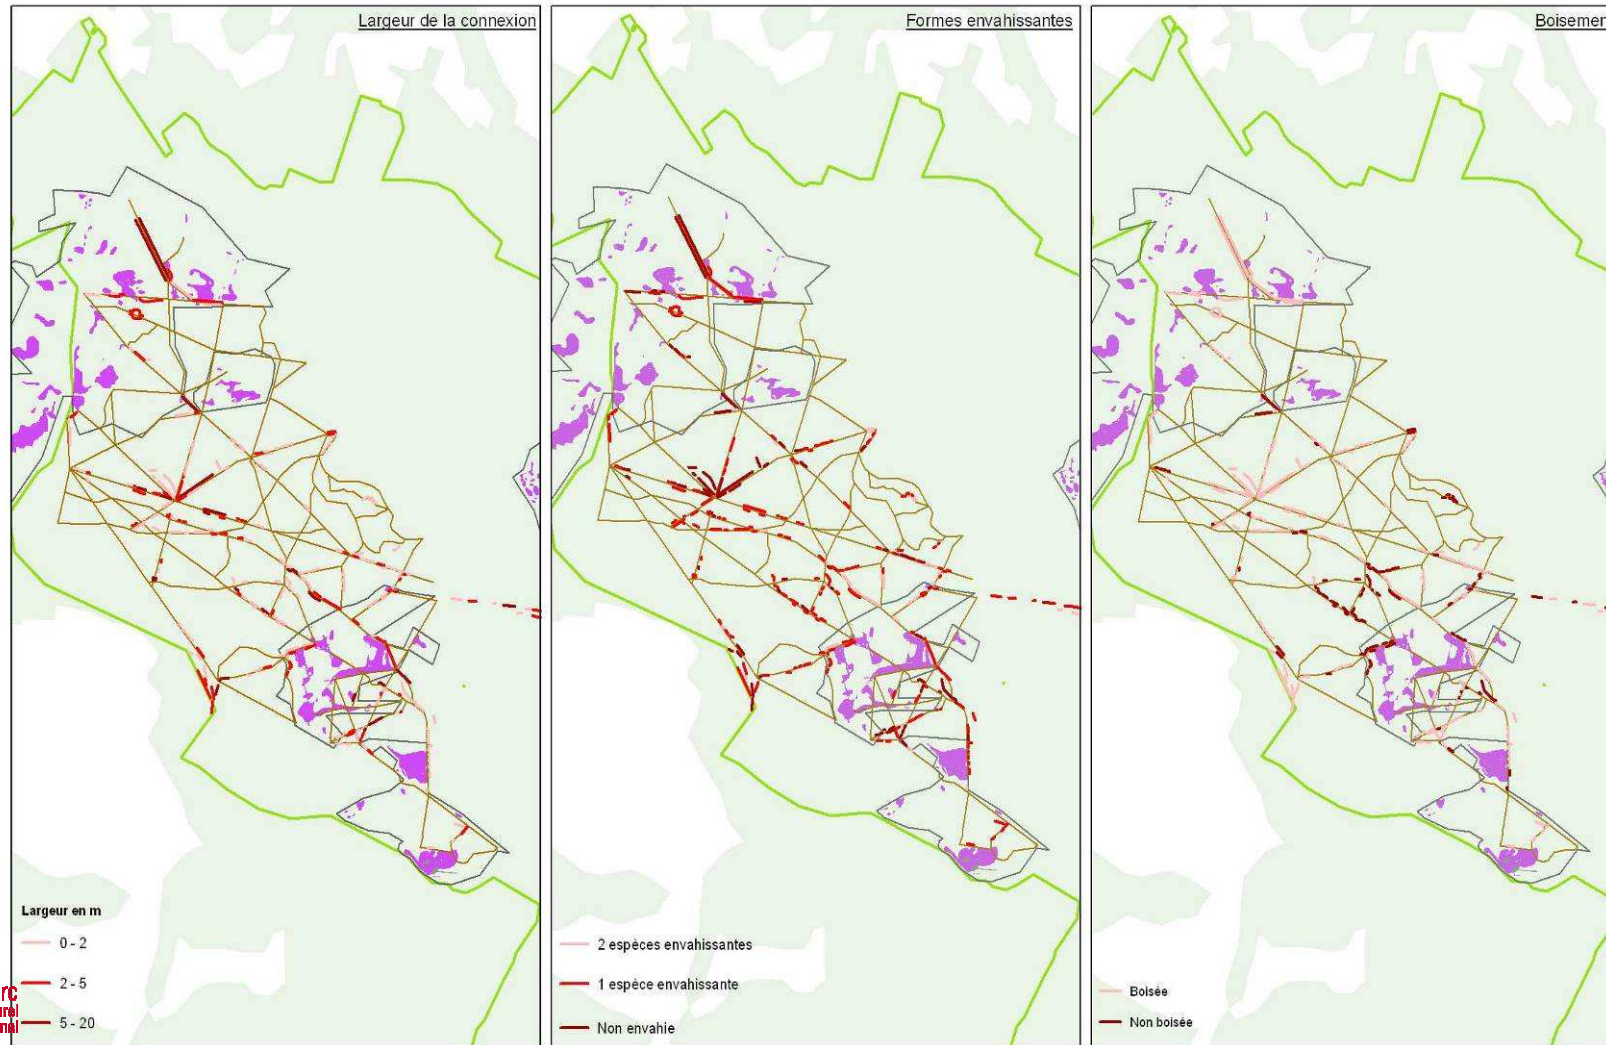 Largeur de la connexion
Largeur en m
0 - 2
2 - 5
5 - 20
Formes envahissantes
2 espèces envahissantes
1 espèce envahissante
Non envahie
Boisée
Non boisée